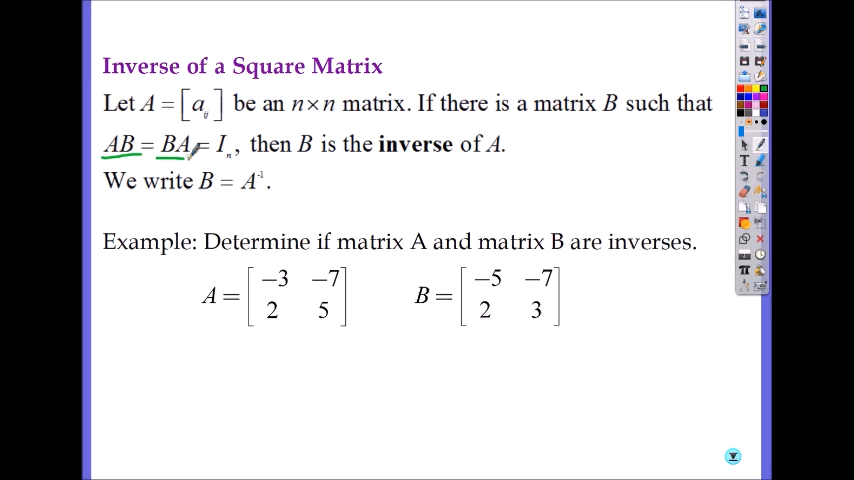 Inverse of a Square Matrix
Let A = [a_ij] be an n×n matrix. If there is a matrix B such that
AB = BA = I_n, then B is the inverse of A.
We write B = A⁻¹.
Example: Determine if matrix A and matrix B are inverses.
A = [−3 −7; 2 5] B = [−5 −7; 2 3]